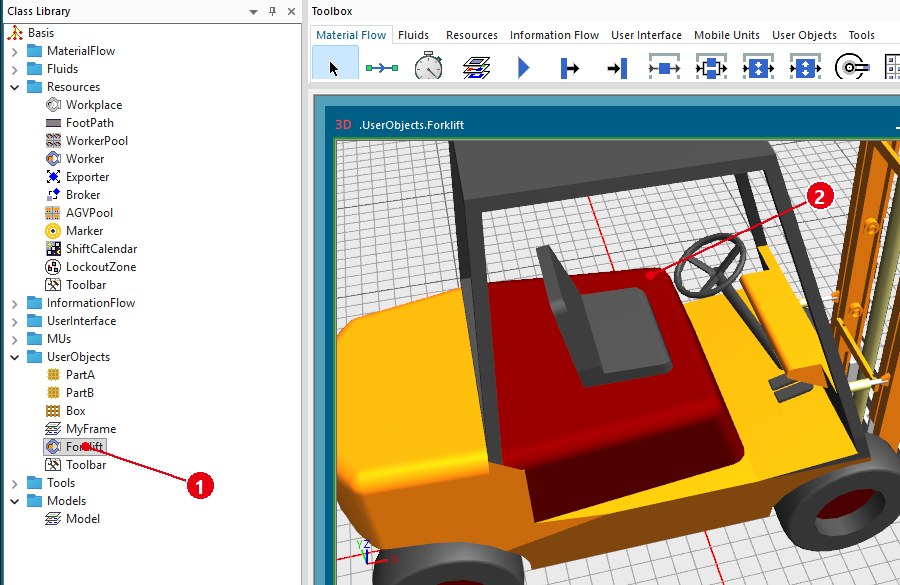 Class Library
Toolbox
Basis
MaterialFlow
Fluids
Resources
Workplace
FootPath
WorkerPool
Worker
Exporter
Broker
AGVPool
Marker
ShiftCalendar
LockoutZone
Toolbar
InformationFlow
UserInterface
MUs
UserObjects
PartA
PartB
Box
MyFrame
Forklift
Toolbar
Tools
Models
Model
1
Material Flow Fluids Resources Information Flow User Interface Mobile Units User Objects Tools
3D .UserObjects.Forklift
2
Y Z